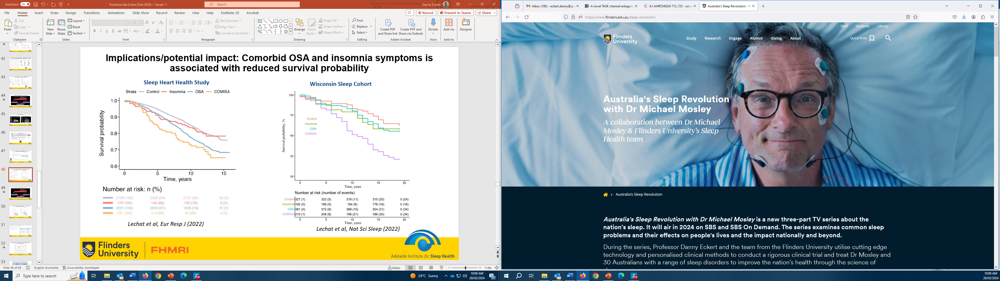 AutoSave On
Panthera talk Eckert (Feb 2024) • Saved
Search
Danny Eckert
File Home Insert Draw Design Transitions Animations Slide Show Record Review View Help EndNote 20 Acrobat
Record
Present in Teams
Share
Paste
Cut
Copy
Format Painter
Clipboard
New Slide
Reuse Slides
Layout
Reset
Section
Slides
15
Font
Text Direction
Align Text
Convert to SmartArt
Paragraph
Arrange
Quick Styles
Shape Fill
Shape Outline
Shape Effects
Drawing
Find
Replace
Select
Editing
Create PDF and Share link
Create PDF and Share via Outlook
Adobe Acrobat
Dictate
Voice
Add-ins
Add-ins
Designer
42
43
44
45
46
47
48
49
50
51
52
53
Implications/potential impact: Comorbid OSA and insomnia symptoms is
associated with reduced survival probability
Sleep Heart Health Study
Strata Control Insomnia OSA COMISA
Survival probability
1.0
0.9
0.8
0.7
0.6
0 5 10 15
Time, years
Number at risk: n (%)
2708 (100) 2530 (93) 2157 (80) 59 (2)
170 (100) 149 (88) 130 (76) 3 (2)
2221 (100) 2018 (91) 1638 (74) 31 (1)
137 (100) 114 (83) 91 (66) 4 (3)
Lechat et al, Eur Resp J (2022)
Wisconsin Sleep Cohort
Survival probability, %
100
95
90
85
80
Control
Insomnia
OSA
COMISA
0 5 10 15 20
Time, years
Number at risk (number of events)
Control 327 (1) 322 (5) 319 (11) 310 (20) 0 (24)
Insomnia 192 (0) 188 (5) 184 (8) 176 (16) 0 (16)
OSA 381 (0) 372 (9) 368 (15) 354 (31) 0 (34)
COMISA 215 (1) 208 (8) 196 (21) 186 (30) 0 (34)
0 5 10 15 20
Time, years
Lechat et al, Nat Sci Sleep (2022)
Flinders
University
FHMRI
Adelaide Institute for Sleep Health
Slide 48 of 69
English (Australia)
Accessibility: Investigate
Notes
114%
Type here to search
24°C Sunny
10:00 AM
28/02/2024
20
Inbox (186) - eckert.danny@gm
A novel TASK channel antagonis
AJ-AHRT240024 715..723 - osm
Australia's Sleep Revolution - Fl
https://www.flinders.edu.au/sleep-revolution
Staff Students Library
Flinders
University
Study Research Engage Alumni Giving About
Quick links
Australia's Sleep Revolution
with Dr Michael Mosley
A collaboration between Dr Michael
Mosley & Flinders University's Sleep
Health team
Australia's Sleep Revolution
Australia's Sleep Revolution with Dr Michael Mosley is a new three-part TV series about the
nation's sleep. It will air in 2024 on SBS and SBS On Demand. The series examines common sleep
problems and their effects on people's lives and the impact nationally and beyond.
During the series, Professor Danny Eckert and the team from the Flinders University utilise cutting edge
technology and personalised clinical methods to conduct a rigorous clinical trial and treat Dr Mosley and
30 Australians with a range of sleep disorders to improve the nation's health through the science of
10:00 AM
28/02/2024